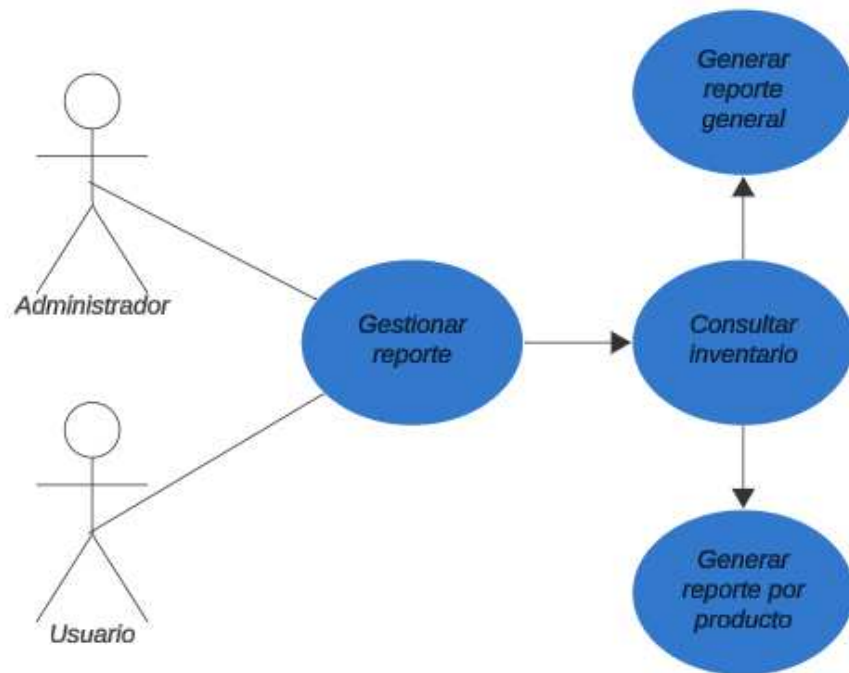 Generar
reporte
general
Administrador
Gestionar
reporte
Consultar
inventario
Usuario
Generar
reporte por
producto